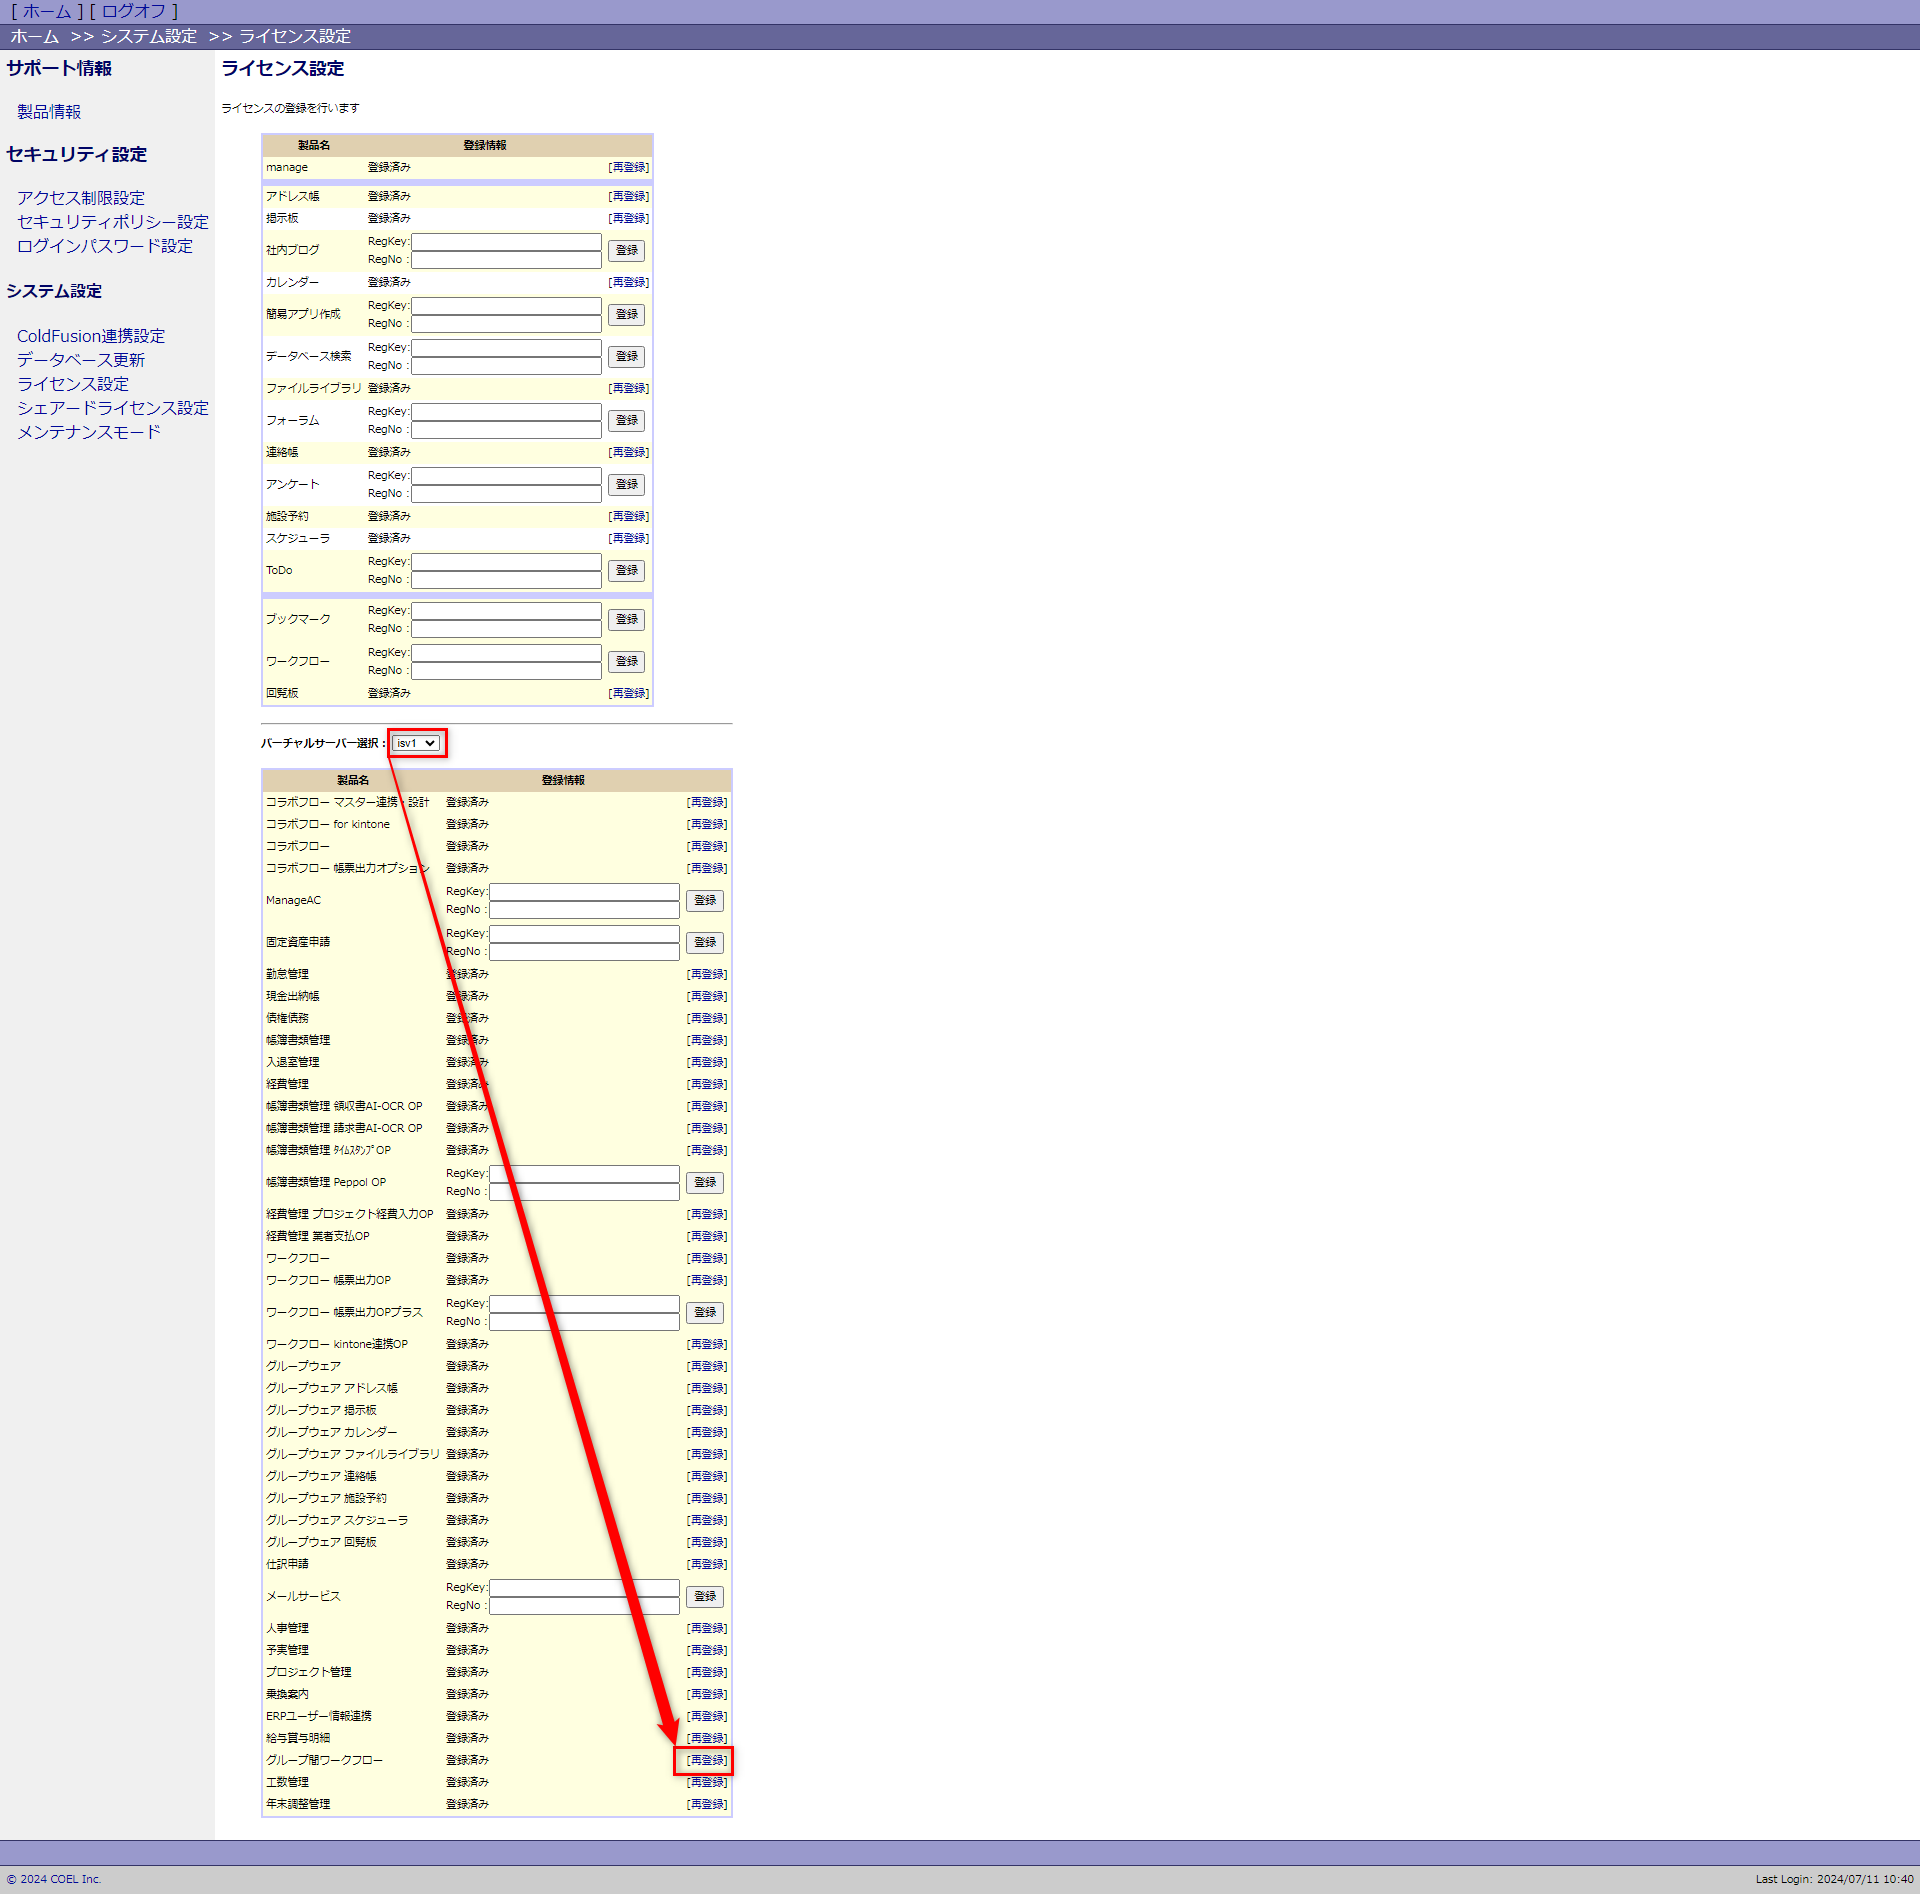 [ ホーム ] [ ログオフ ]
ホーム >> システム設定 >> ライセンス設定
サポート情報
製品情報
セキュリティ設定
アクセス制限設定
セキュリティポリシー設定
ログインパスワード設定
システム設定
ColdFusion連携設定
データベース更新
ライセンス設定
シェアードライセンス設定
メンテナンスモード
ライセンス設定
ライセンスの登録を行います
製品名 登録情報
manage 登録済み [再登録]
アドレス帳 登録済み [再登録]
掲示板 登録済み [再登録]
社内ブログ RegKey: RegNo : 登録
カレンダー 登録済み [再登録]
簡易アプリ作成 RegKey: RegNo : 登録
データベース検索 RegKey: RegNo : 登録
ファイルライブラリ 登録済み [再登録]
フォーラム RegKey: RegNo : 登録
連絡帳 登録済み [再登録]
アンケート RegKey: RegNo : 登録
施設予約 登録済み [再登録]
スケジューラ 登録済み [再登録]
ToDo RegKey: RegNo : 登録
ブックマーク RegKey: RegNo : 登録
ワークフロー RegKey: RegNo : 登録
回覧板 登録済み [再登録]
バーチャルサーバー選択 : isv1
製品名 登録情報
コラボフロー マスター連携・設計 登録済み [再登録]
コラボフロー for kintone 登録済み [再登録]
コラボフロー 登録済み [再登録]
コラボフロー 帳票出力オプション 登録済み [再登録]
ManageAC RegKey: RegNo : 登録
固定資産申請 RegKey: RegNo : 登録
勤怠管理 登録済み [再登録]
現金出納帳 登録済み [再登録]
債権債務 登録済み [再登録]
帳簿書類管理 登録済み [再登録]
入退室管理 登録済み [再登録]
経費管理 登録済み [再登録]
帳簿書類管理 領収書AI-OCR OP 登録済み [再登録]
帳簿書類管理 請求書AI-OCR OP 登録済み [再登録]
帳簿書類管理 ﾀｲﾑｽﾀﾝﾌﾟOP 登録済み [再登録]
帳簿書類管理 Peppol OP RegKey: RegNo : 登録
経費管理 プロジェクト経費入力OP 登録済み [再登録]
経費管理 業者支払OP 登録済み [再登録]
ワークフロー 登録済み [再登録]
ワークフロー 帳票出力OP 登録済み [再登録]
ワークフロー 帳票出力OPプラス RegKey: RegNo : 登録
ワークフロー kintone連携OP 登録済み [再登録]
グループウェア 登録済み [再登録]
グループウェア アドレス帳 登録済み [再登録]
グループウェア 掲示板 登録済み [再登録]
グループウェア カレンダー 登録済み [再登録]
グループウェア ファイルライブラリ 登録済み [再登録]
グループウェア 連絡帳 登録済み [再登録]
グループウェア 施設予約 登録済み [再登録]
グループウェア スケジューラ 登録済み [再登録]
グループウェア 回覧板 登録済み [再登録]
仕訳申請 登録済み [再登録]
メールサービス RegKey: RegNo : 登録
人事管理 登録済み [再登録]
予実管理 登録済み [再登録]
プロジェクト管理 登録済み [再登録]
乗換案内 登録済み [再登録]
ERPユーザー情報連携 登録済み [再登録]
給与賞与明細 登録済み [再登録]
グループ間ワークフロー 登録済み [再登録]
工数管理 登録済み [再登録]
年末調整管理 登録済み [再登録]
© 2024 COEL Inc.
Last Login: 2024/07/11 10:40